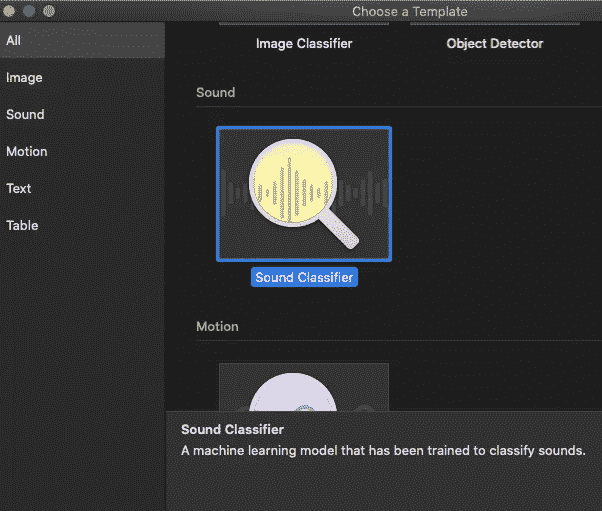 Choose a Template
All
Image
Sound
Motion
Text
Table
Image Classifier
Object Detector
Sound
Sound Classifier
Motion
Sound Classifier
A machine learning model that has been trained to classify sounds.